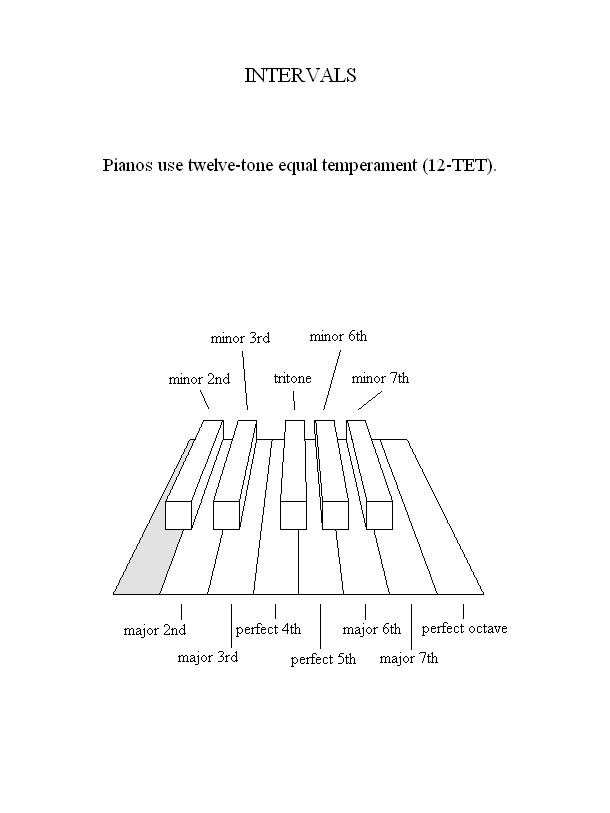 INTERVALS
Pianos use twelve-tone equal temperament (12-TET).
minor 3rd
minor 6th
minor 2nd
tritone
minor 7th
major 2nd
perfect 4th
major 6th
perfect octave
major 3rd
perfect 5th
major 7th